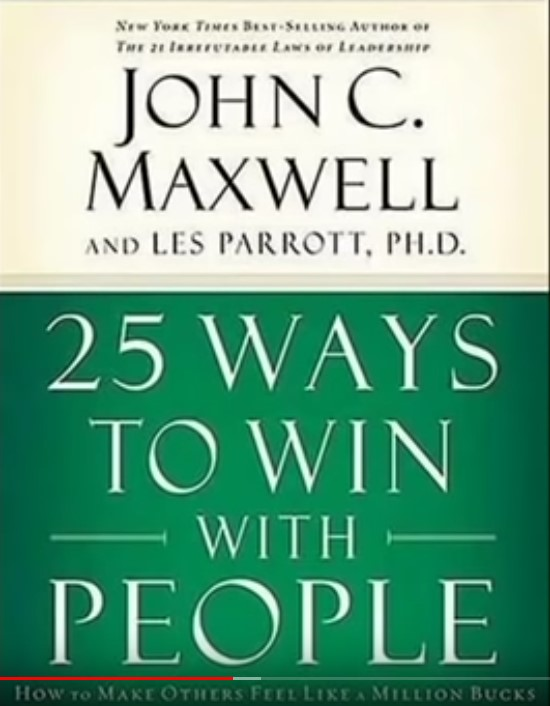 New York Times Best-Selling Author of
The 21 Irrefutable Laws of Leadership
John C.
Maxwell
and Les Parrott, Ph.D.
25 Ways
to Win
with
People
How to Make Others Feel Like a Million Bucks